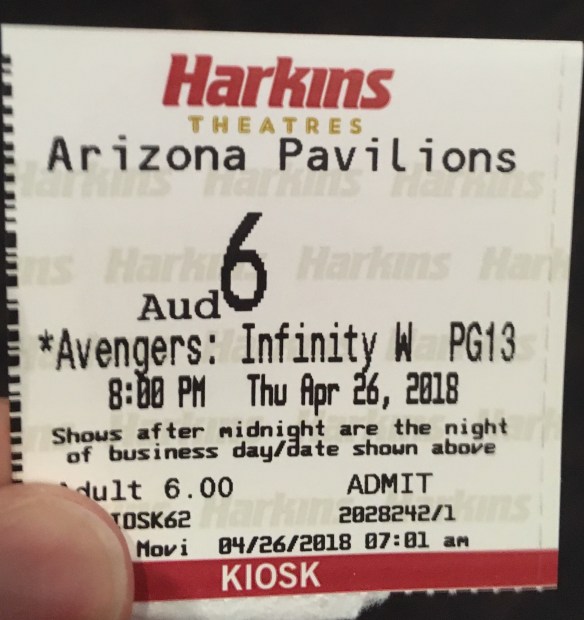 Harkins
THEATRES
Arizona Pavilions
Aud 6
*Avengers: Infinity W PG13
8:00 PM Thu Apr 26, 2018
Shows after midnight are the night
of business day/date shown above
dult 6.00 ADMIT
IOSK62 2028242/1
Movi 04/26/2018 07:01 am
KIOSK